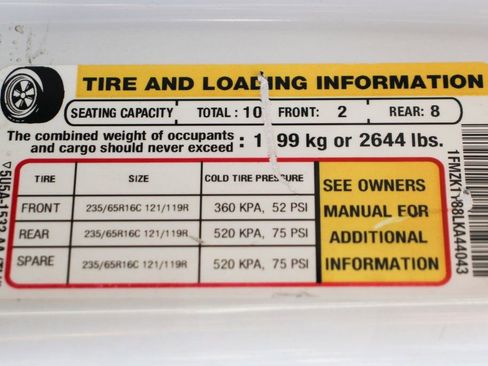 TIRE AND LOADING INFORMATION
SEATING CAPACITY TOTAL : 10 FRONT: 2 REAR: 8
The combined weight of occupants
and cargo should never exceed : 1 99 kg or 2644 lbs.
TIRE SIZE COLD TIRE PRESSURE
FRONT 235/65R16C 121/119R 360 KPA, 52 PSI
REAR 235/65R16C 121/119R 520 KPA, 75 PSI
SPARE 235/65R16C 121/119R 520 KPA, 75 PSI
SEE OWNERS
MANUAL FOR
ADDITIONAL
INFORMATION